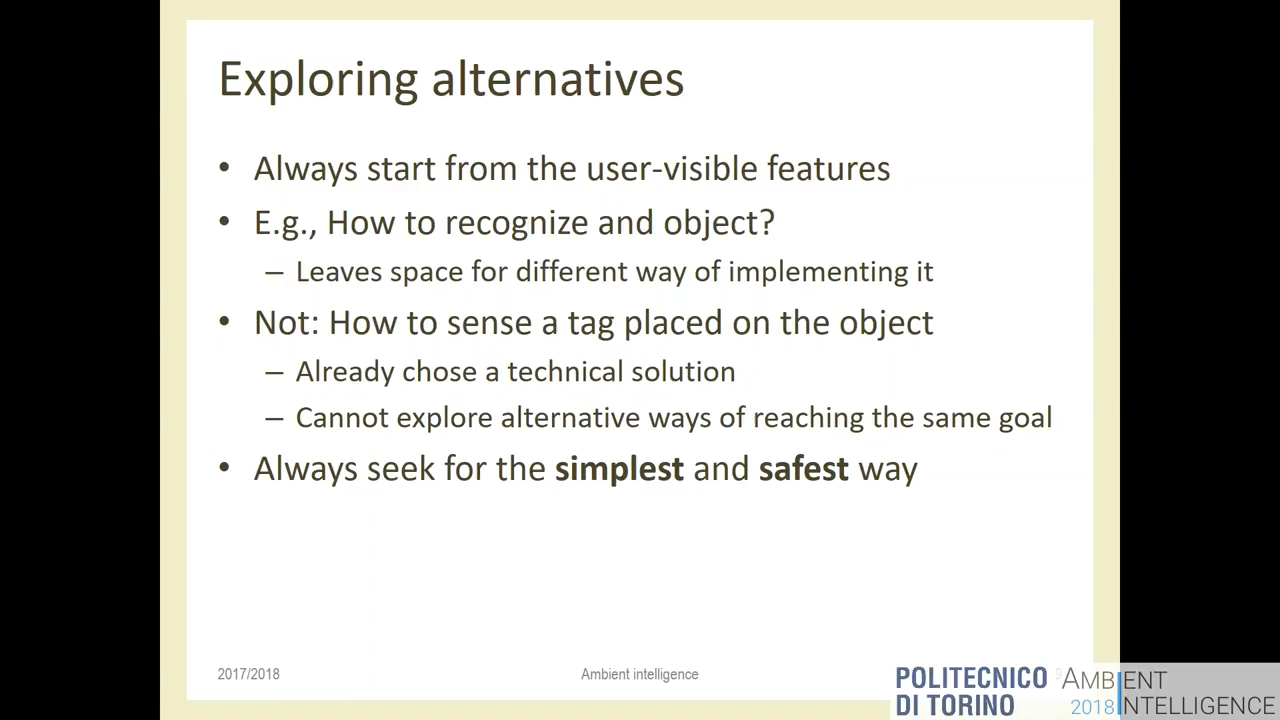 Exploring alternatives
• Always start from the user-visible features
• E.g., How to recognize and object?
– Leaves space for different way of implementing it
• Not: How to sense a tag placed on the object
– Already chose a technical solution
– Cannot explore alternative ways of reaching the same goal
• Always seek for the simplest and safest way
2017/2018
Ambient intelligence
9
POLITECNICO
DI TORINO
AMBIENT
2018 INTELLIGENCE